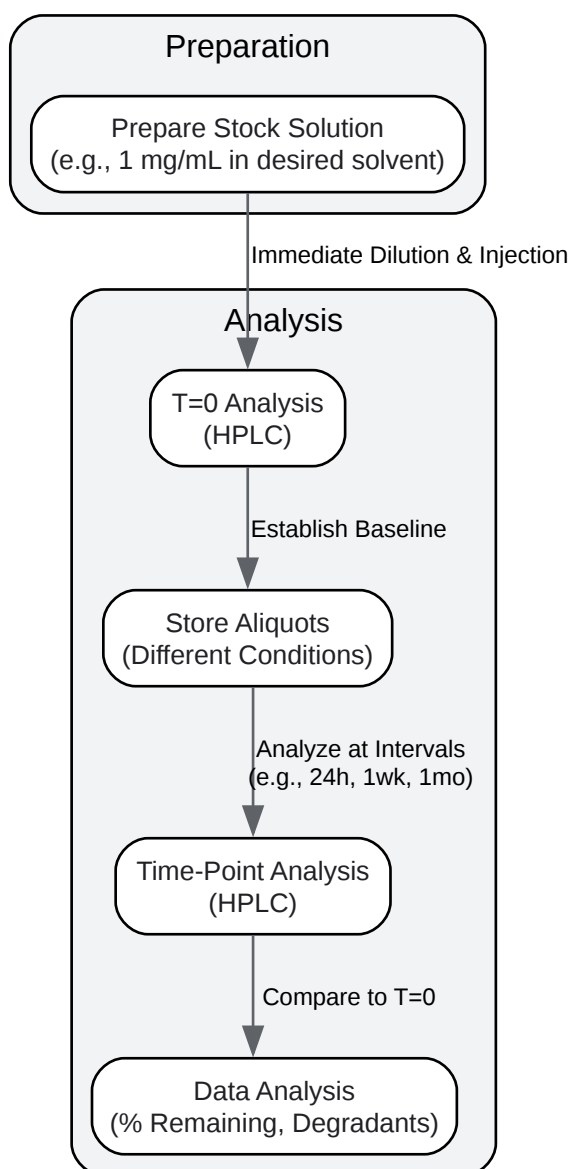 Preparation
Prepare Stock Solution
(e.g., 1 mg/mL in desired solvent)
Immediate Dilution & Injection
Analysis
T=0 Analysis
(HPLC)
Establish Baseline
Store Aliquots
(Different Conditions)
Analyze at Intervals
(e.g., 24h, 1wk, 1mo)
Time-Point Analysis
(HPLC)
Compare to T=0
Data Analysis
(% Remaining, Degradants)